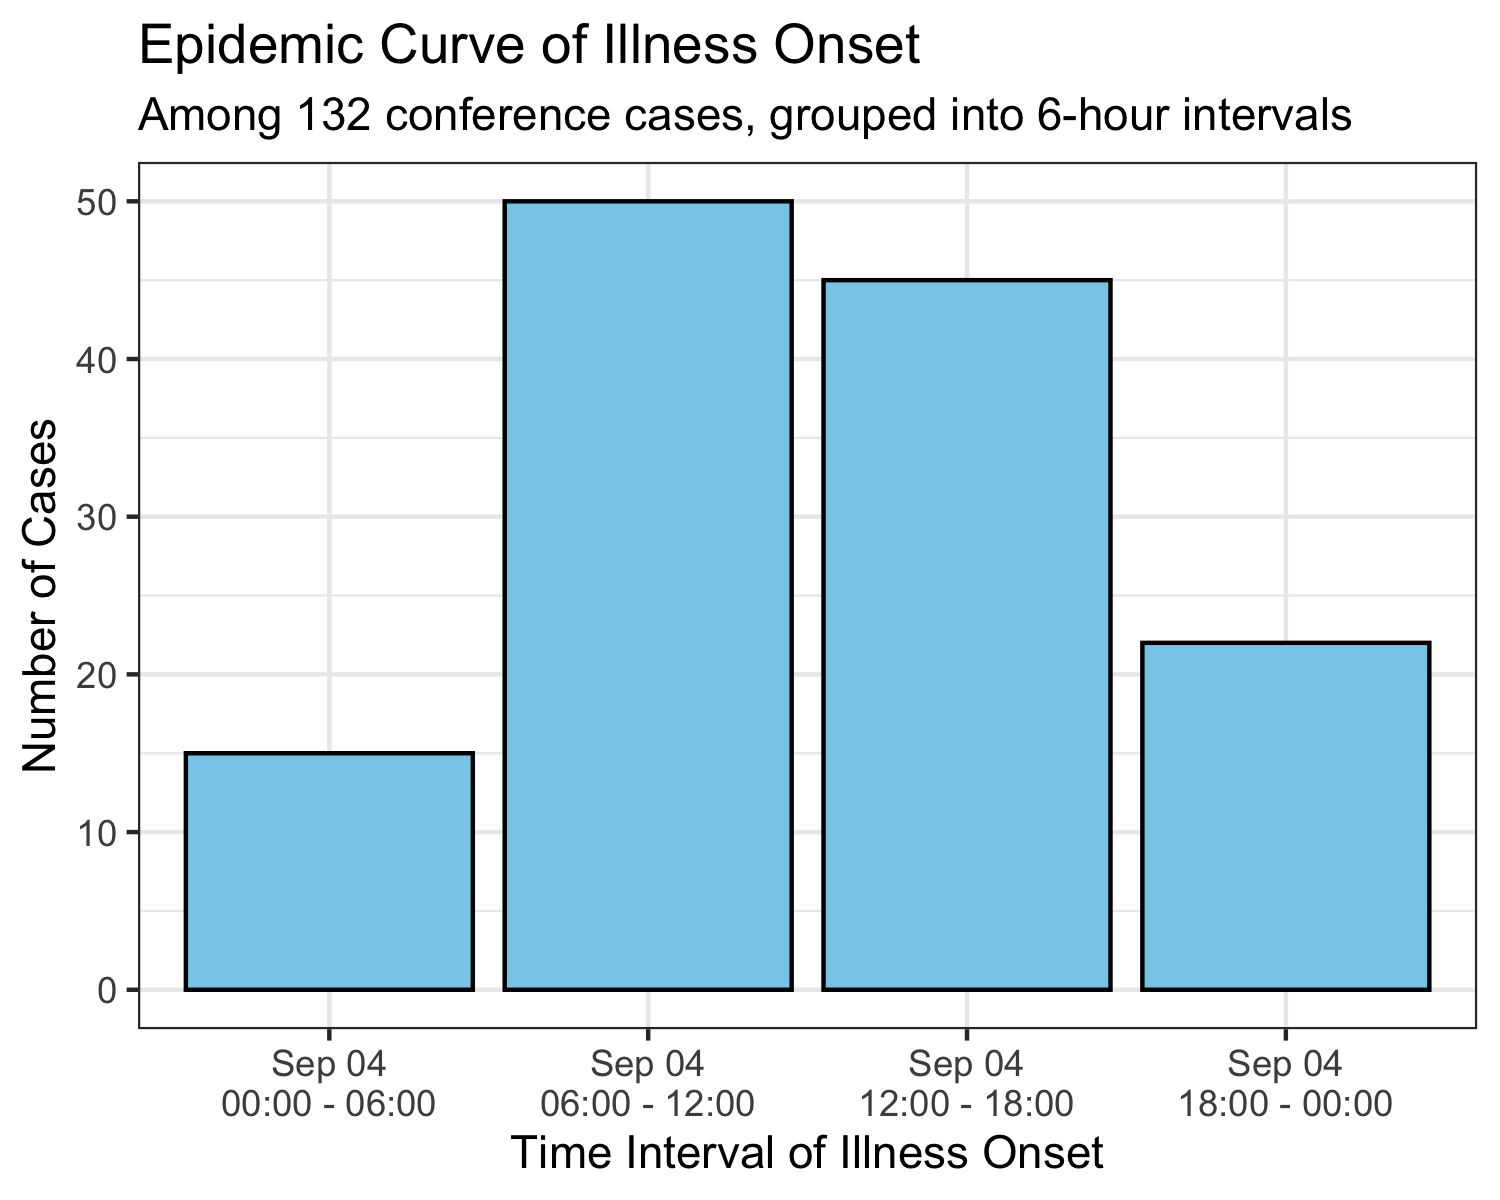 Epidemic Curve of Illness Onset
Among 132 conference cases, grouped into 6-hour intervals
Number of Cases
50
40
30
20
10
0
Sep 04
00:00 - 06:00
Sep 04
06:00 - 12:00
Sep 04
12:00 - 18:00
Sep 04
18:00 - 00:00
Time Interval of Illness Onset